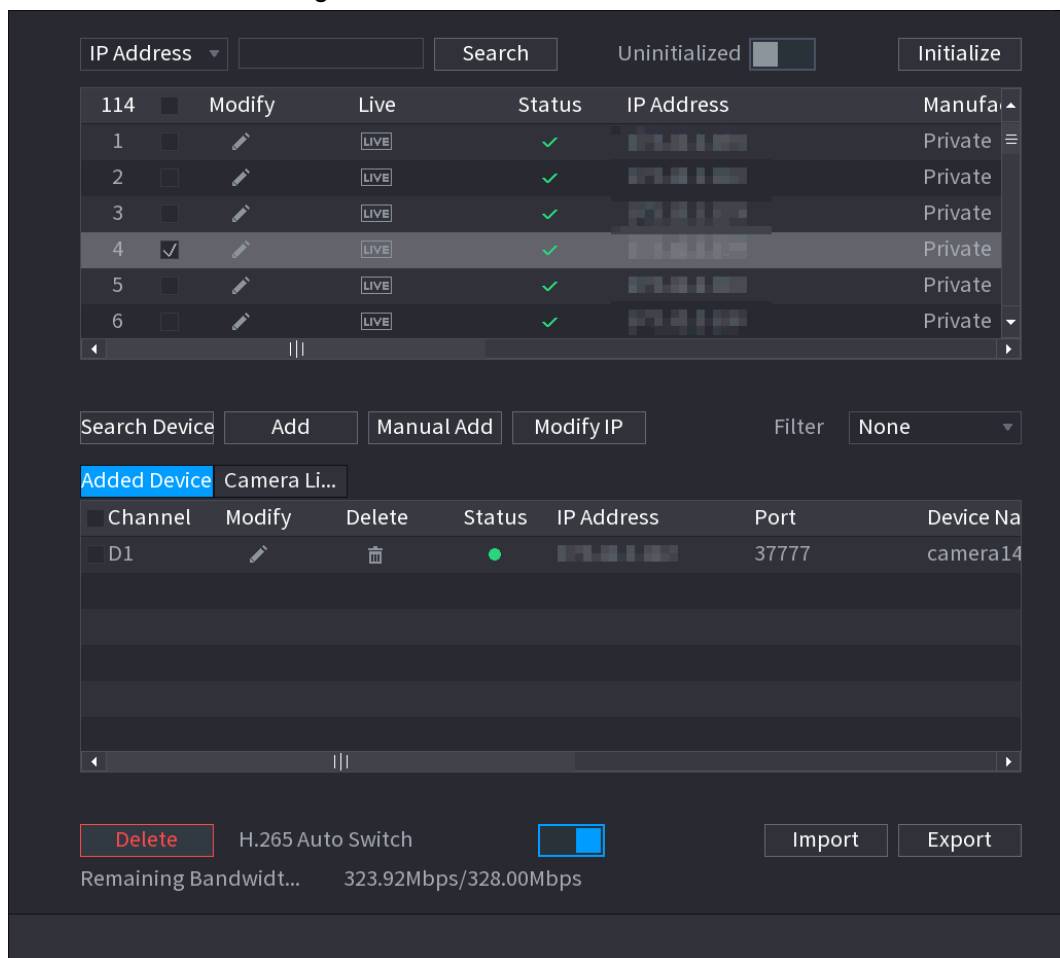 IP Address Search Uninitialized Initialize
114 Modify Live Status IP Address Manufa
1 LIVE Private
2 LIVE Private
3 LIVE Private
4 LIVE Private
5 LIVE Private
6 LIVE Private
Search Device Add Manual Add Modify IP Filter None
Added Device Camera Li...
Channel Modify Delete Status IP Address Port Device Na
D1 37777 camera14
Delete H.265 Auto Switch Import Export
Remaining Bandwidt... 323.92Mbps/328.00Mbps